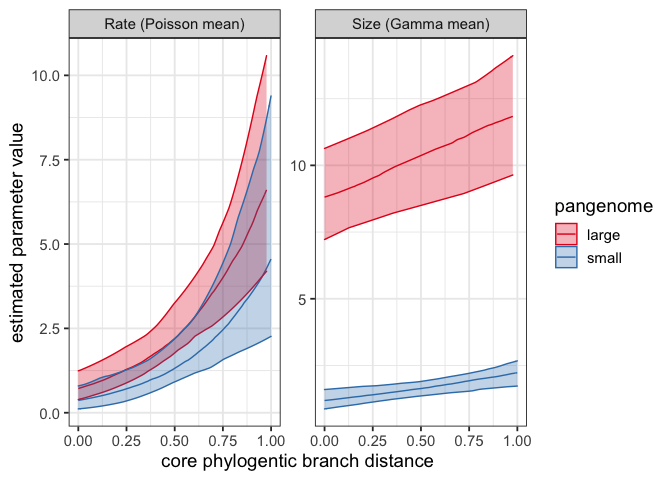 Rate (Poisson mean)
Size (Gamma mean)
estimated parameter value
10.0
7.5
5.0
2.5
0.0
10
5
0.00 0.25 0.50 0.75 1.00
0.00 0.25 0.50 0.75 1.00
core phylogentic branch distance
pangenome
large
small